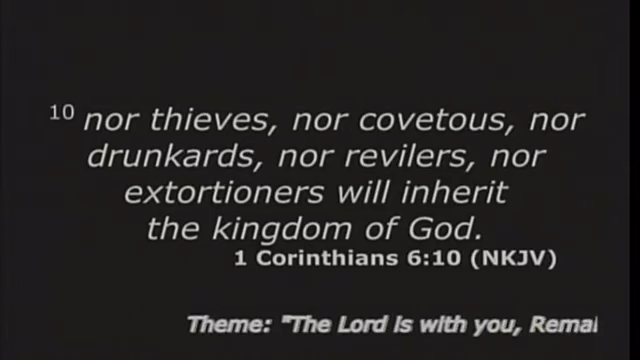 10 nor thieves, nor covetous, nor
drunkards, nor revilers, nor
extortioners will inherit
the kingdom of God.
1 Corinthians 6:10 (NKJV)
Theme: "The Lord is with you,